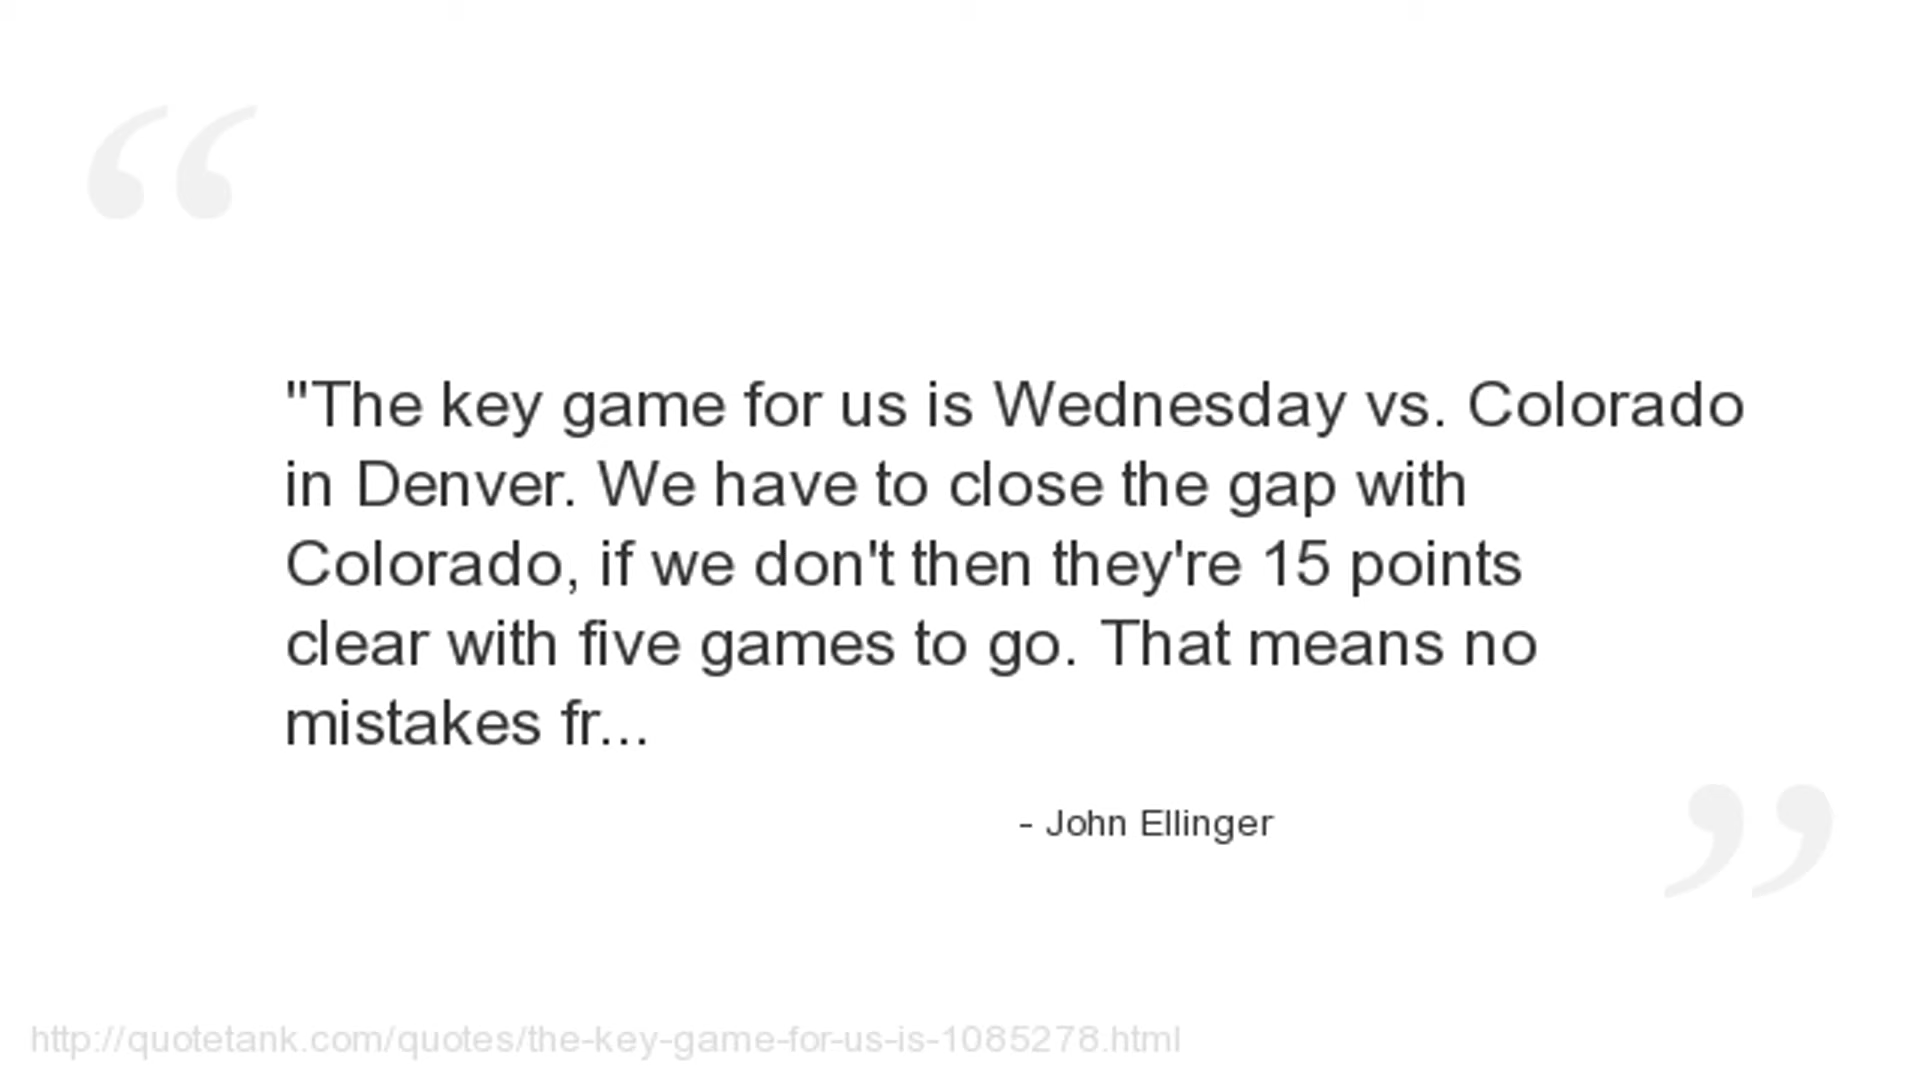 "The key game for us is Wednesday vs. Colorado
in Denver. We have to close the gap with
Colorado, if we don't then they're 15 points
clear with five games to go. That means no
mistakes fr...
- John Ellinger
http://quotetank.com/quotes/the-key-game-for-us-is-1085278.html